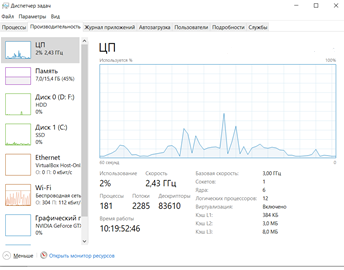 Диспетчер задач
Файл Параметры Вид
Процессы Производительность Журнал приложений Автозагрузка Пользователи Подробности Службы
ЦП
2% 2,43 ГГц
Память
7,0/15,4 ГБ (45%)
Диск 0 (D: F:)
HDD
0%
Диск 1 (C:)
SSD
0%
Ethernet
VirtualBox Host-Onl
О: 0 П: 0 кбит/с
Wi-Fi
Беспроводная сеть
О: 304 П: 112 кбит/с
Графический п
NVIDIA GeForce GTX
ЦП
Используется % 100%
60 секунд 0
Использование Скорость
2% 2,43 ГГц
Процессы Потоки Дескрипторы
181 2285 83610
Время работы
10:19:52:46
Базовая скорость: 3,00 ГГц
Сокетов: 1
Ядра: 6
Логических процессоров: 12
Виртуализация: Включено
Кэш L1: 384 КБ
Кэш L2: 3,0 МБ
Кэш L3: 8,0 МБ
Меньше Открыть монитор ресурсов